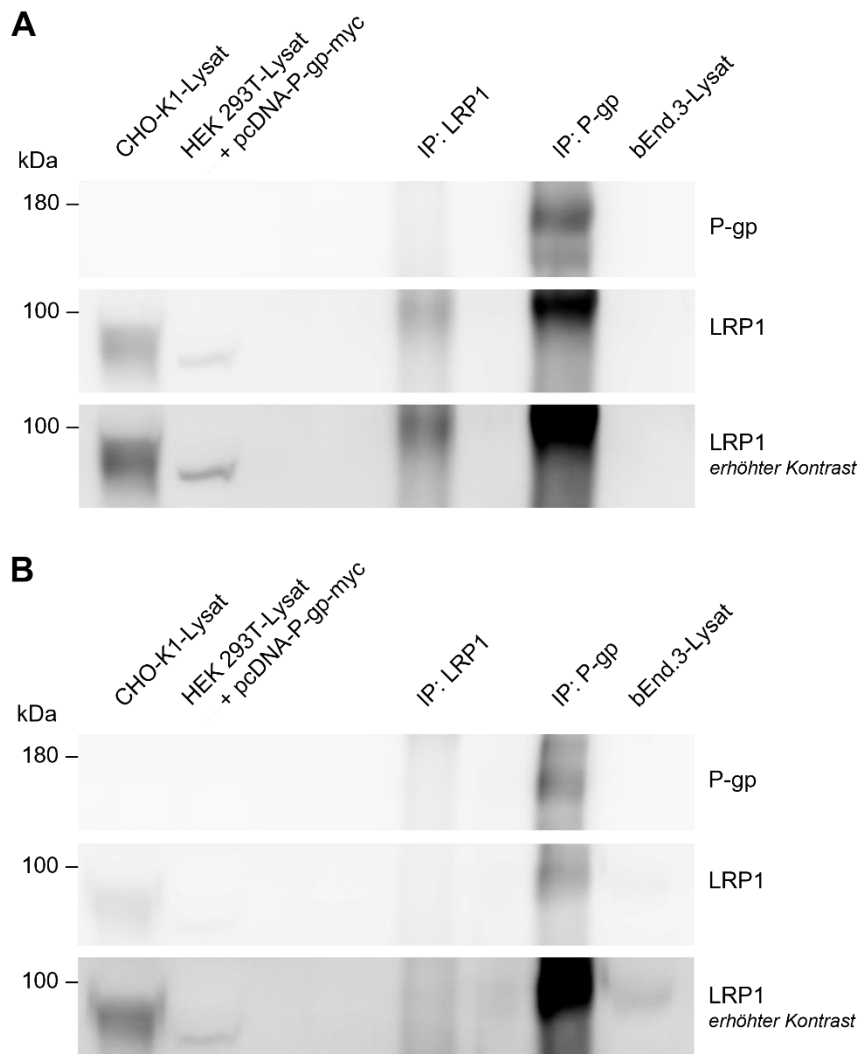 A
CHO-K1-Lysat
HEK 293T-Lysat
+ pcDNA-P-gp-myc
IP: LRP1
IP: P-gp
bEnd.3-Lysat
kDa
180
P-gp
100
LRP1
100
LRP1
erhöhter Kontrast
B
CHO-K1-Lysat
HEK 293T-Lysat
+ pcDNA-P-gp-myc
IP: LRP1
IP: P-gp
bEnd.3-Lysat
kDa
180
P-gp
100
LRP1
100
LRP1
erhöhter Kontrast